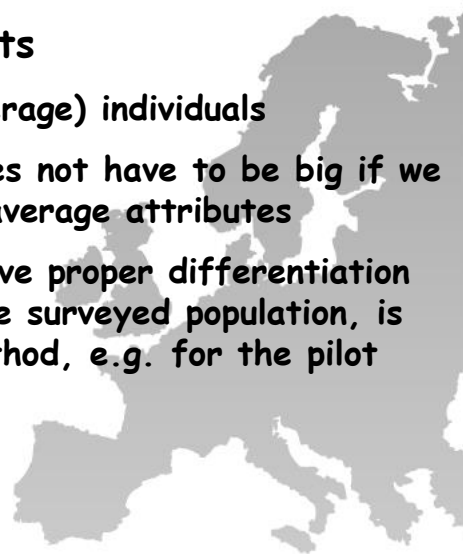 ts
rage) individuals
es not have to be big if we
average attributes
ve proper differentiation
e surveyed population, is
thod, e.g. for the pilot